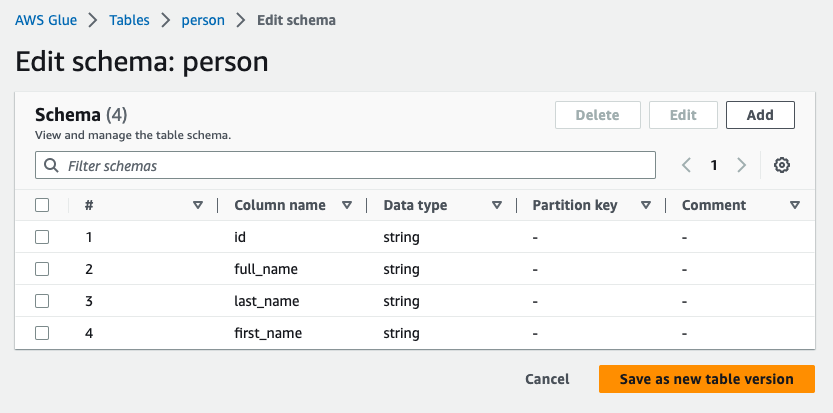 AWS Glue > Tables > person > Edit schema
Edit schema: person
Schema (4)
Delete Edit Add
View and manage the table schema.
Filter schemas
1
# Column name Data type Partition key Comment
1 id string - -
2 full_name string - -
3 last_name string - -
4 first_name string - -
Cancel Save as new table version